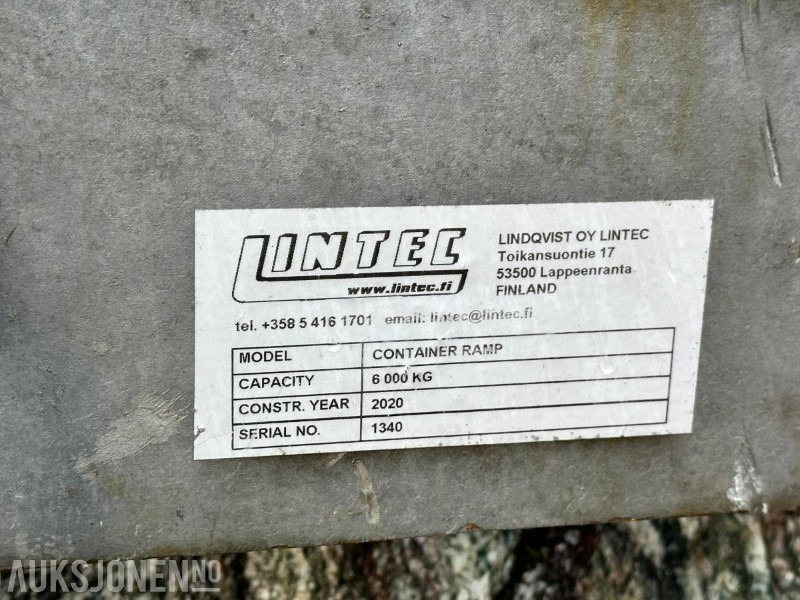 LINTEC
www.lintec.fi
LINDQVIST OY LINTEC
Toikansuontie 17
53500 Lappeenranta
FINLAND
tel. +358 5 416 1701 email: lintec@lintec.fi
MODEL CONTAINER RAMP
CAPACITY 6 000 KG
CONSTR. YEAR 2020
SERIAL NO. 1340
AUKSJONEN.NO